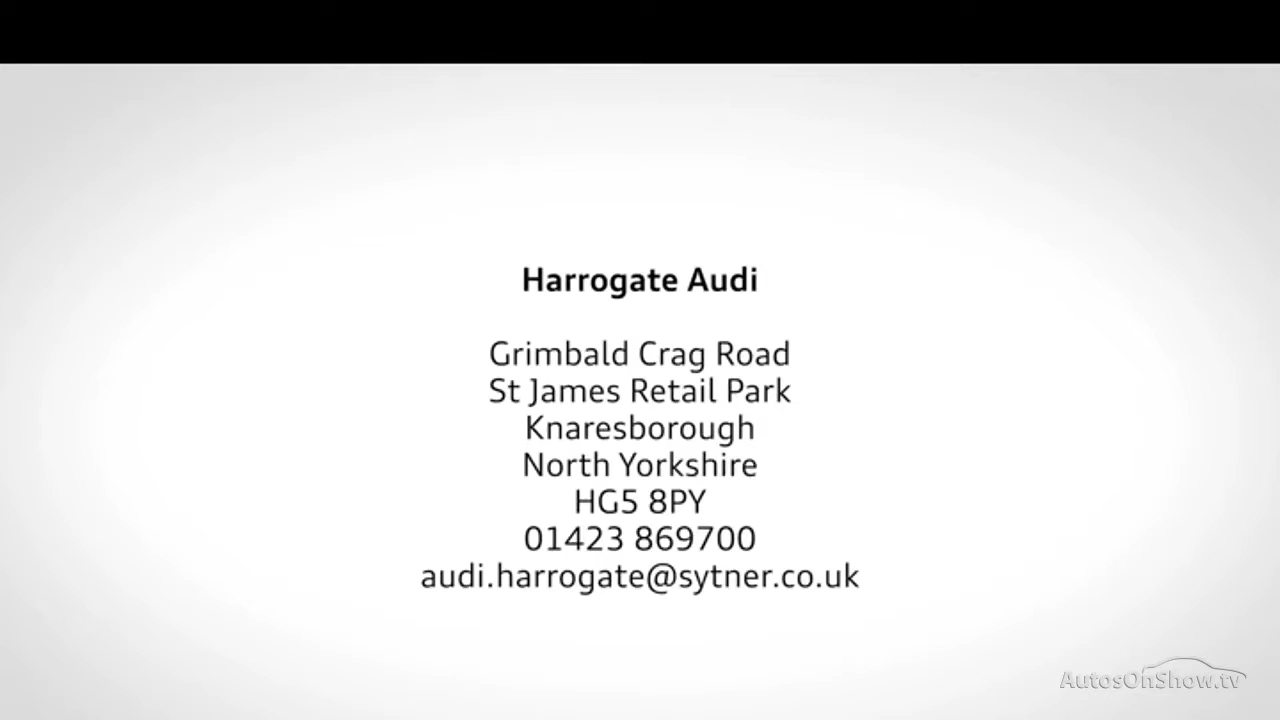 Harrogate Audi
Grimbald Crag Road
St James Retail Park
Knaresborough
North Yorkshire
HG5 8PY
01423 869700
audi.harrogate@sytner.co.uk
AutosOnShow.tv